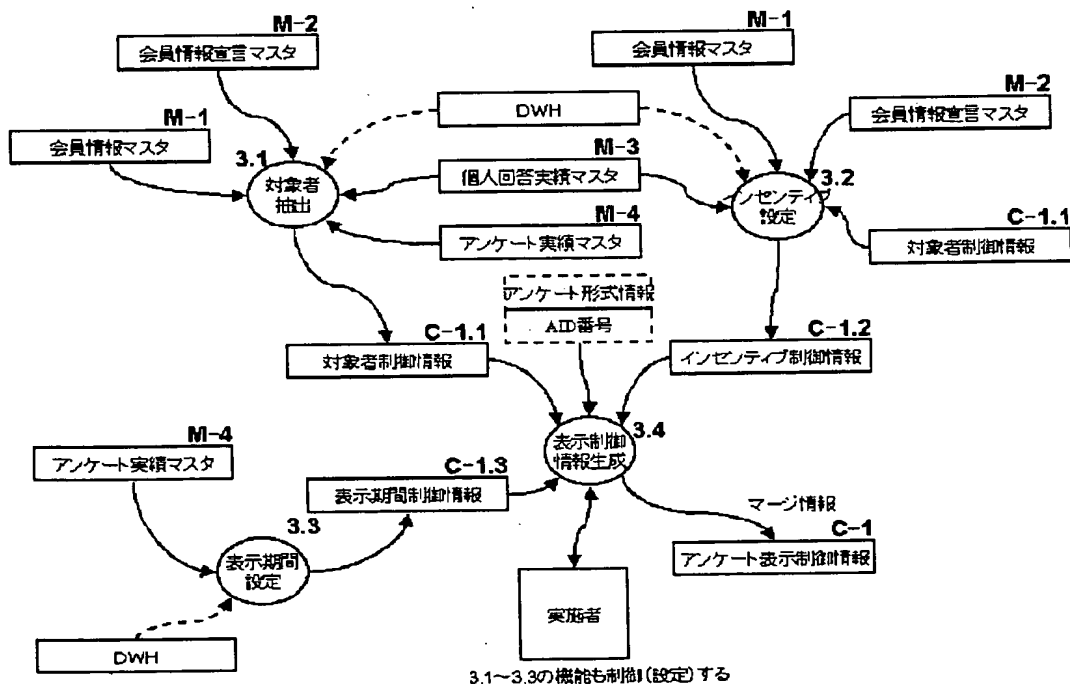 M-2
会員情報宣言マスタ
M-1
会員情報マスタ
M-1
会員情報マスタ
M-2
会員情報宣言マスタ
DWH
3.1
対象者
抽出
M-3
個人回答実績マスタ
3.2
インセンティブ
設定
M-4
アンケート実績マスタ
C-1.1
対象者制御情報
アンケート形式情報
AID番号
C-1.1
対象者制御情報
C-1.2
インセンティブ制御情報
3.4
表示制御
情報生成
M-4
アンケート実績マスタ
C-1.3
表示期間制御情報
マージ情報
3.3
表示期間
設定
C-1
アンケート表示制御情報
実施者
DWH
3.1～3.3の機能も制御(設定)する